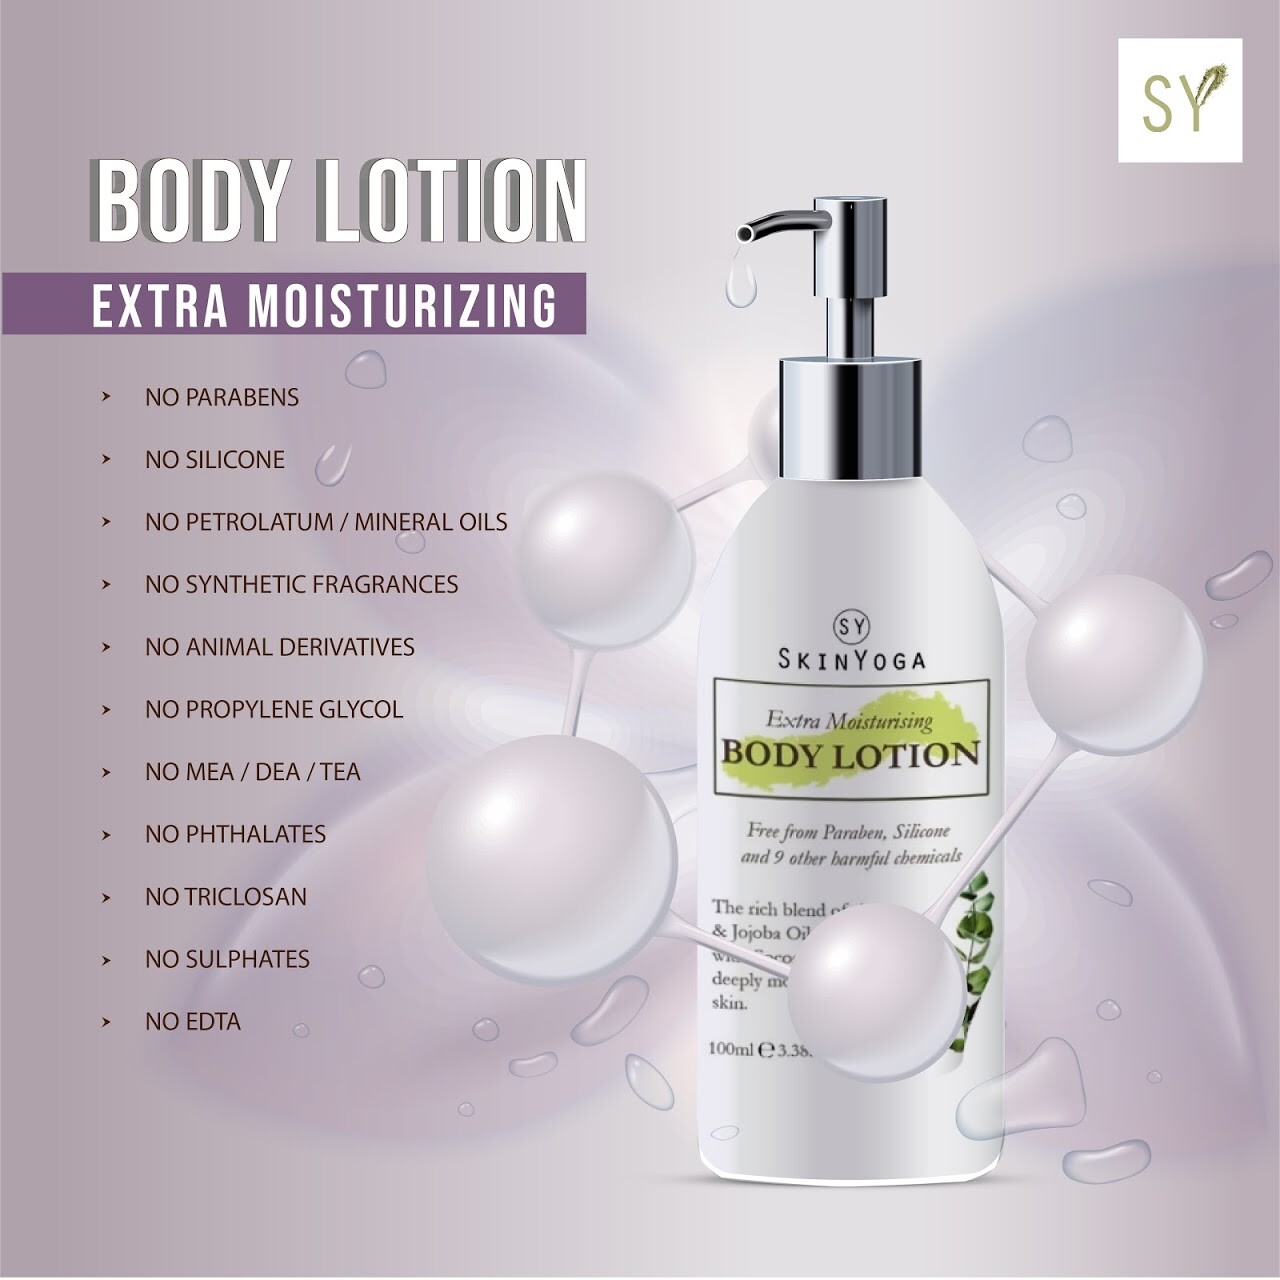 SY
BODY LOTION
EXTRA MOISTURIZING
NO PARABENS
NO SILICONE
NO PETROLATUM / MINERAL OILS
NO SYNTHETIC FRAGRANCES
NO ANIMAL DERIVATIVES
NO PROPYLENE GLYCOL
NO MEA / DEA / TEA
NO PHTHALATES
NO TRICLOSAN
NO SULPHATES
NO EDTA
SY
SKINYOGA
Extra Moisturising
BODY LOTION
Free from Paraben, Silicone
and 9 other harmful chemicals
The rich blend of
& Jojoba Oil
deeply
skin.
100ml ℮ 3.38